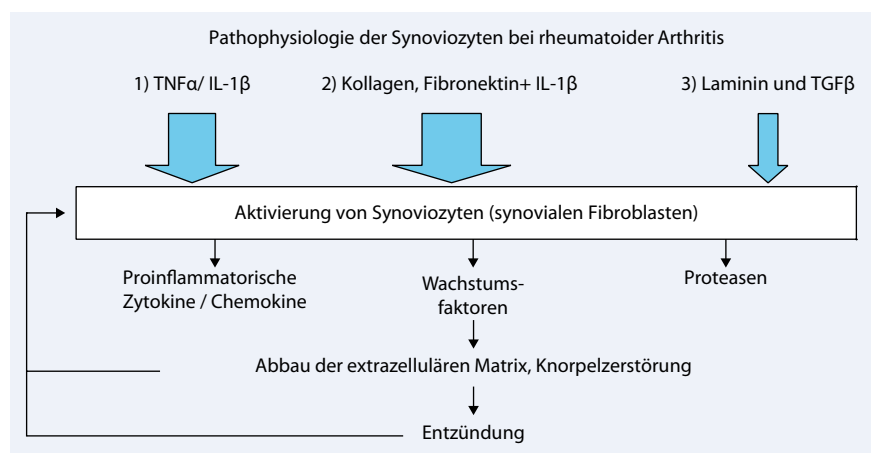 Pathophysiologie der Synoviozyten bei rheumatoider Arthritis
1) TNFα/ IL-1β
2) Kollagen, Fibronektin+ IL-1β
3) Laminin und TGFβ
Aktivierung von Synoviozyten (synovialen Fibroblasten)
Proinflammatorische
Zytokine / Chemokine
Wachstums-
faktoren
Proteasen
Abbau der extrazellulären Matrix, Knorpelzerstörung
Entzündung